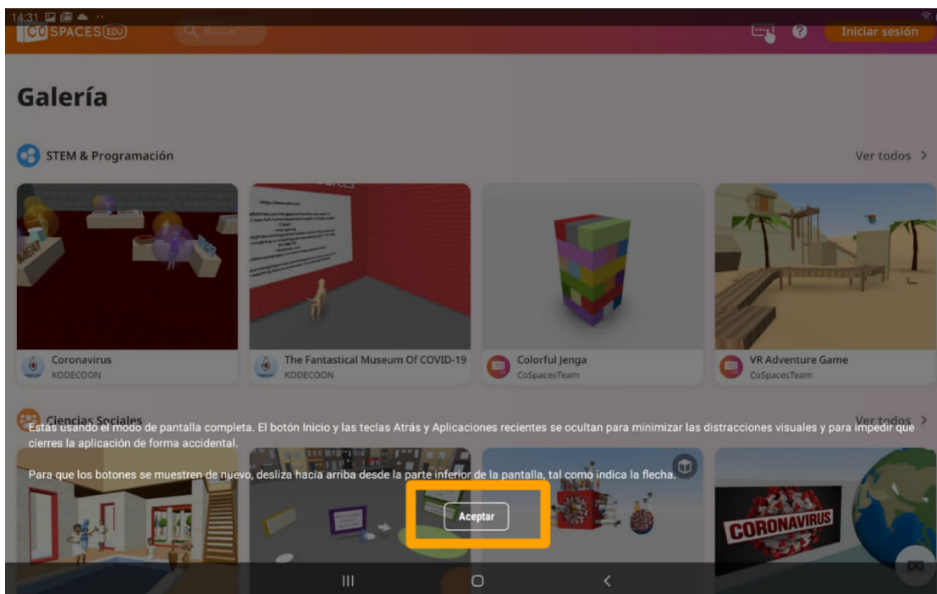 14:31
CO SPACES EDU
Buscar
Iniciar sesión
Galería
STEM & Programación
Ver todos
Coronavirus
KODECOON
The Fantastical Museum Of COVID-19
KODECOON
Colorful Jenga
CoSpacesTeam
VR Adventure Game
CoSpacesTeam
Ciencias Sociales
Ver todos
Estás usando el modo de pantalla completa. El botón Inicio y las teclas Atrás y Aplicaciones recientes se ocultan para minimizar las distracciones visuales y para impedir que
cierres la aplicación de forma accidental.
Para que los botones se muestren de nuevo, desliza hacia arriba desde la parte inferior de la pantalla, tal como indica la flecha.
Aceptar
CORONAVIRUS